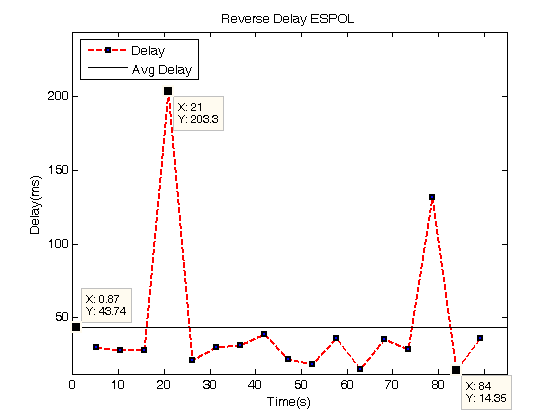 Reverse Delay ESPOL
Delay
Avg Delay
200
150
100
50
Delay(ms)
X: 21
Y: 203.3
X: 0.87
Y: 43.74
X: 84
Y: 14.35
0 10 20 30 40 50 60 70 80
Time(s)